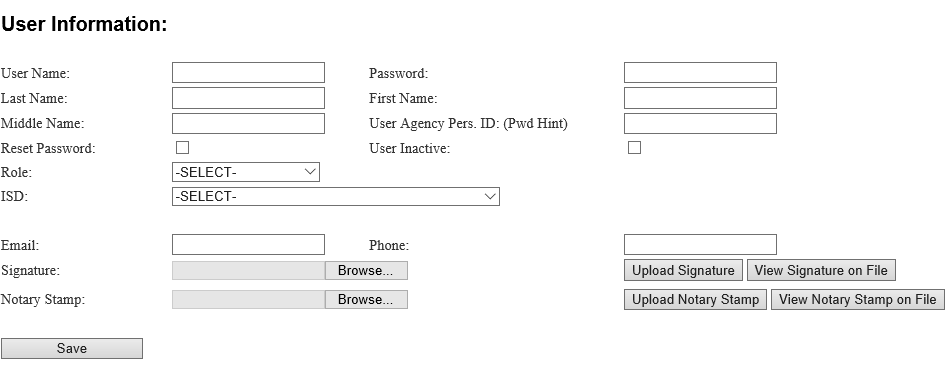 User Information:
User Name: Password:
Last Name: First Name:
Middle Name: User Agency Pers. ID: (Pwd Hint)
Reset Password: User Inactive:
Role: -SELECT-
ISD: -SELECT-
Email: Phone:
Signature: Browse... Upload Signature View Signature on File
Notary Stamp: Browse... Upload Notary Stamp View Notary Stamp on File
Save